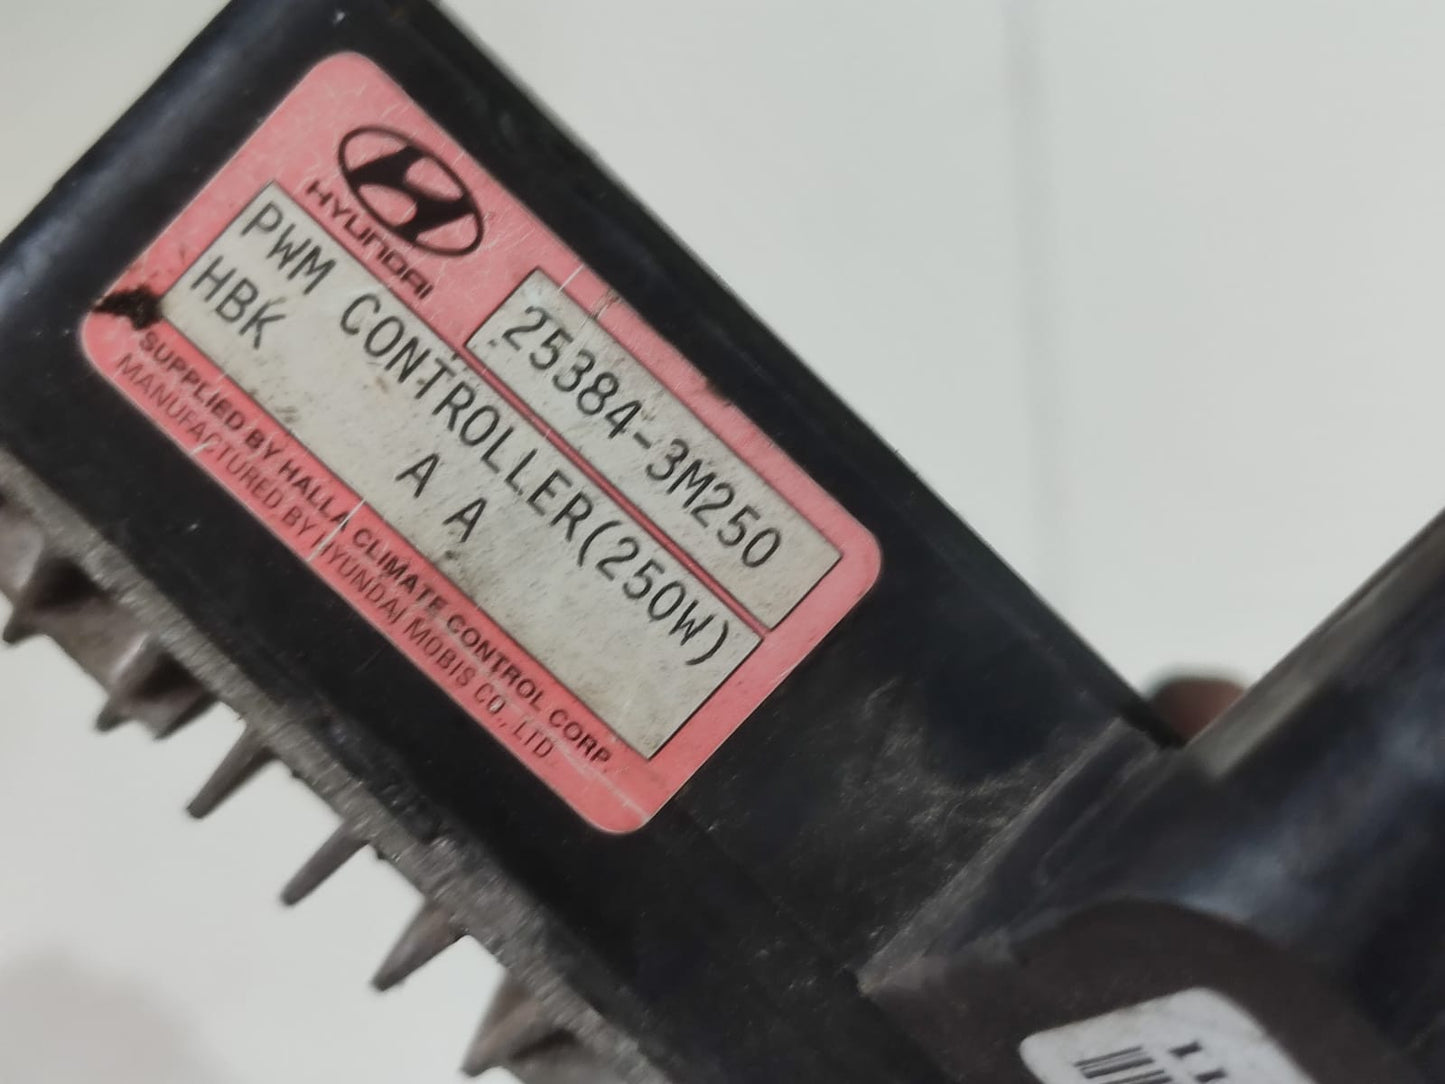 HYUNDAI
25384-3M250
PWM CONTROLLER(250W)
HBK A A
SUPPLIED BY HALLA CLIMATE CONTROL CORP.
MANUFACTURED BY HYUNDAI MOBIS CO., LTD